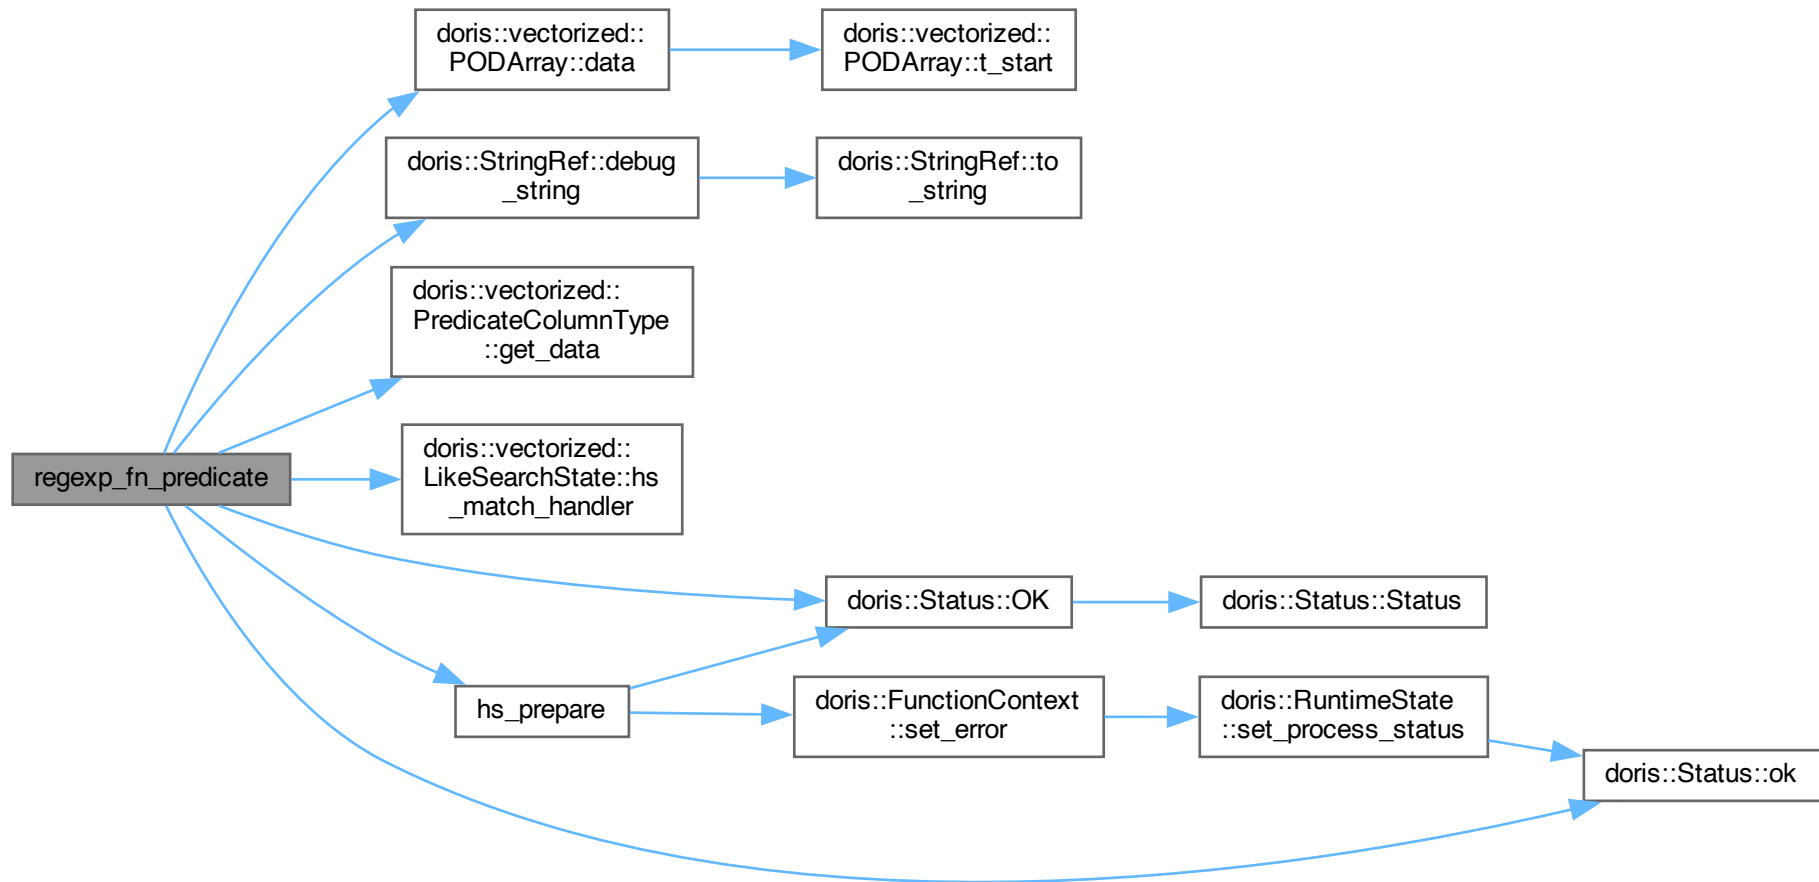 doris::vectorized::
PODArray::data
doris::vectorized::
PODArray::t_start
doris::StringRef::debug
_string
doris::StringRef::to
_string
doris::vectorized::
PredicateColumnType
::get_data
regexp_fn_predicate
doris::vectorized::
LikeSearchState::hs
_match_handler
doris::Status::OK
doris::Status::Status
hs_prepare
doris::FunctionContext
::set_error
doris::RuntimeState
::set_process_status
doris::Status::ok